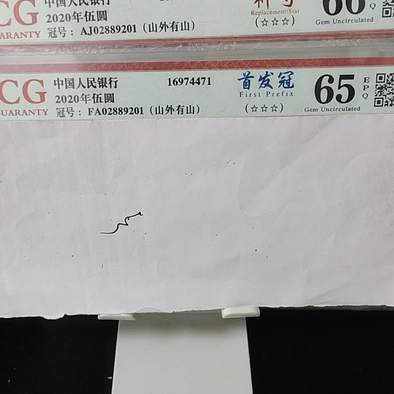 中国人民银行
66
2020年伍圆
Replacement Star
GUARANTY 冠号：AJ02889201（山外有山） （☆☆☆） Gem Uncirculated
CG 中国人民银行 16974471 首发冠 65 EPQ
2020年伍圆 First Prefix
GUARANTY 冠号：FA02889201（山外有山） （☆☆☆） Gem Uncirculated